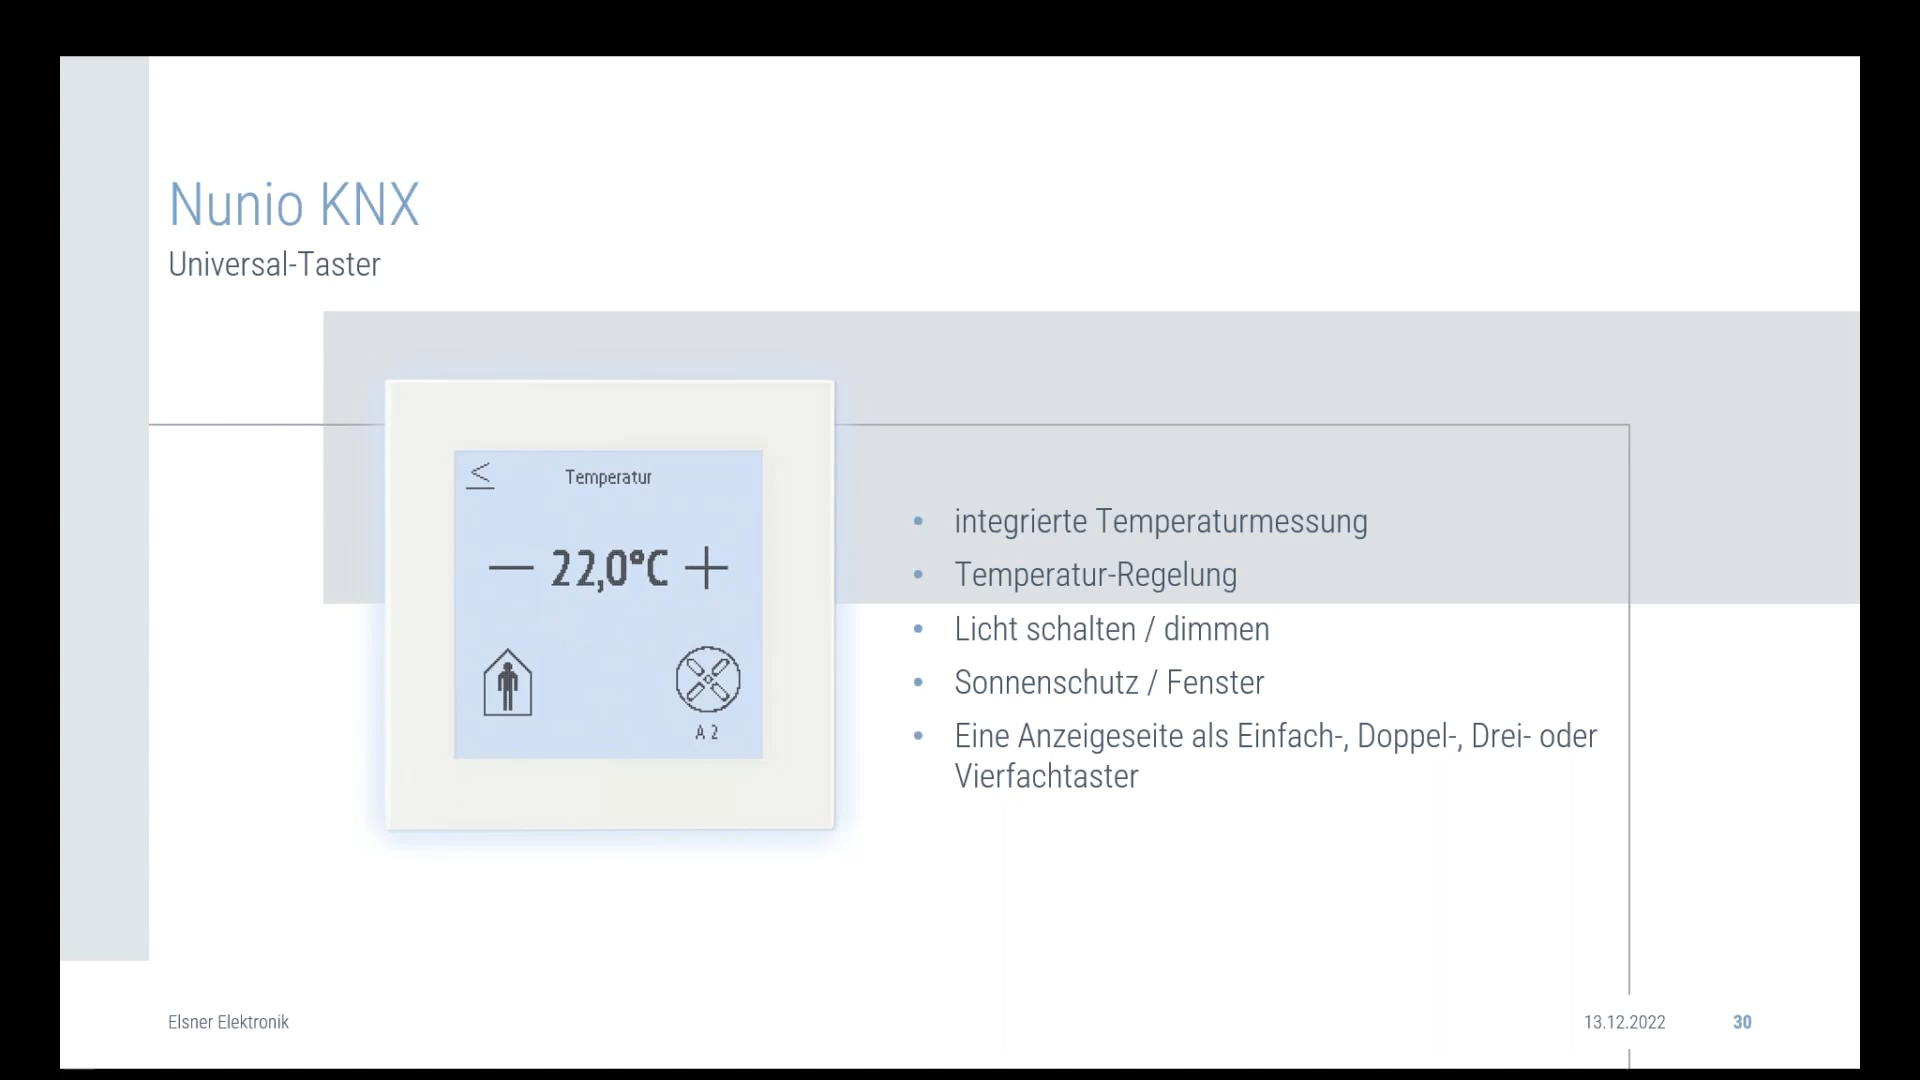 Nunio KNX
Universal-Taster
<
Temperatur
— 22,0°C +
A 2
• integrierte Temperaturmessung
• Temperatur-Regelung
• Licht schalten / dimmen
• Sonnenschutz / Fenster
• Eine Anzeigeseite als Einfach-, Doppel-, Drei- oder
Vierfachtaster
Elsner Elektronik
13.12.2022
30